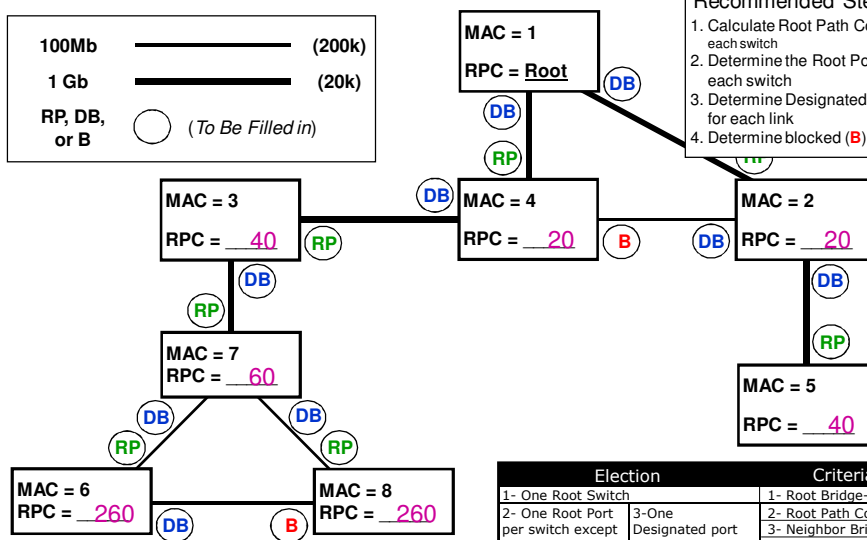 100Mb (200k)
1 Gb (20k)
RP, DB,
or B (To Be Filled in)
MAC = 1
RPC = Root
DB
DB
Recommended Ste
1. Calculate Root Path Co
each switch
2. Determine the Root Po
each switch
3. Determine Designated
for each link
4. Determine blocked (B)
RP
RP
MAC = 3
RPC = 40
RP
DB
DB
MAC = 4
RPC = 20
B
DB
MAC = 2
RPC = 20
DB
RP
MAC = 7
RPC = 60
RP
MAC = 5
RPC = 40
DB
DB
RP
RP
MAC = 6
RPC = 260
DB
B
MAC = 8
RPC = 260
Election Criteria
1- One Root Switch 1- Root Bridge-
2- One Root Port 3-One 2- Root Path Co
per switch except Designated port 3- Neighbor Bri